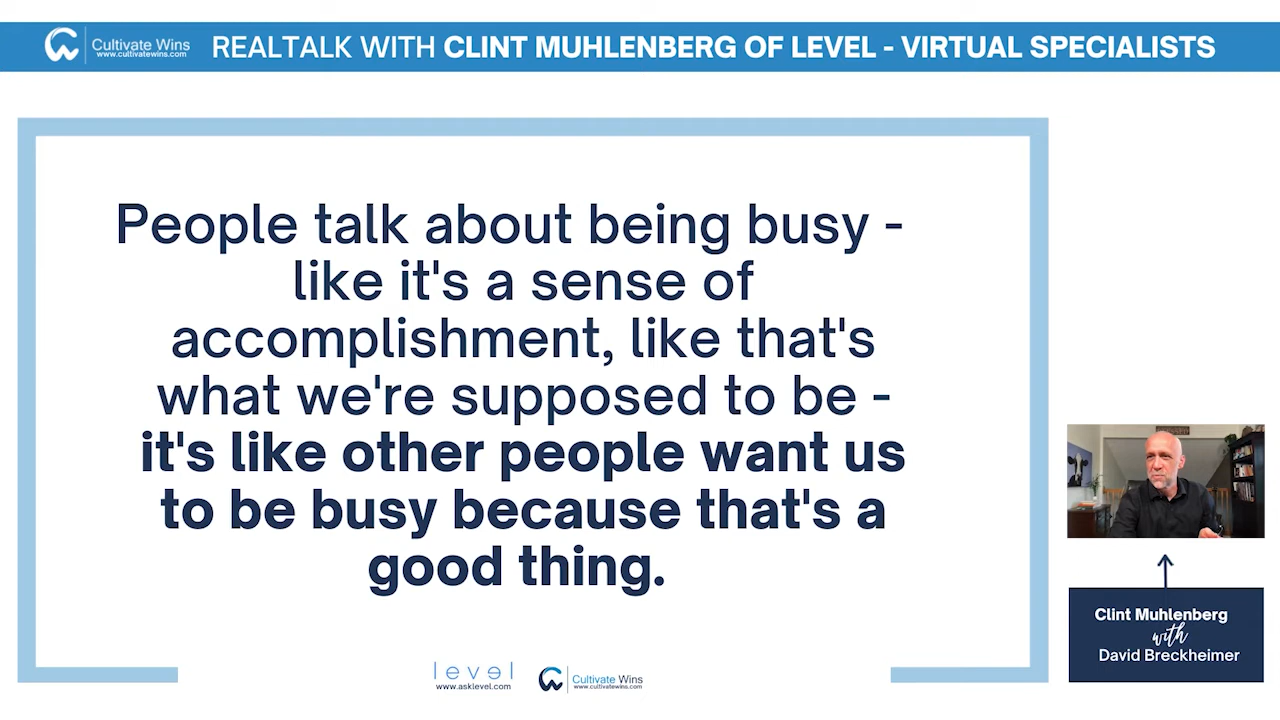 Cultivate Wins
www.cultivatewins.com
REALTALK WITH CLINT MUHLENBERG OF LEVEL - VIRTUAL SPECIALISTS
People talk about being busy -
like it's a sense of
accomplishment, like that's
what we're supposed to be -
it's like other people want us
to be busy because that's a
good thing.
Clint Muhlenberg
with
David Breckheimer
level
www.asklevel.com
Cultivate Wins
www.cultivatewins.com